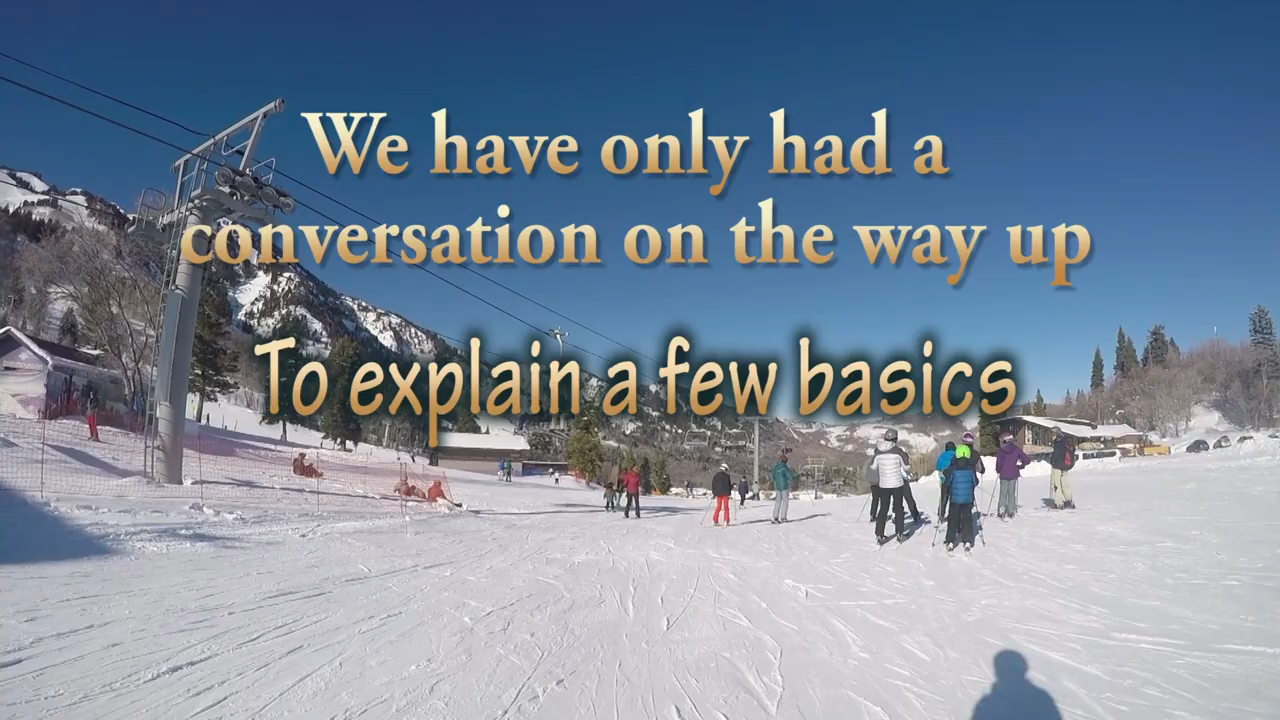 We have only had a
conversation on the way up
To explain a few basics